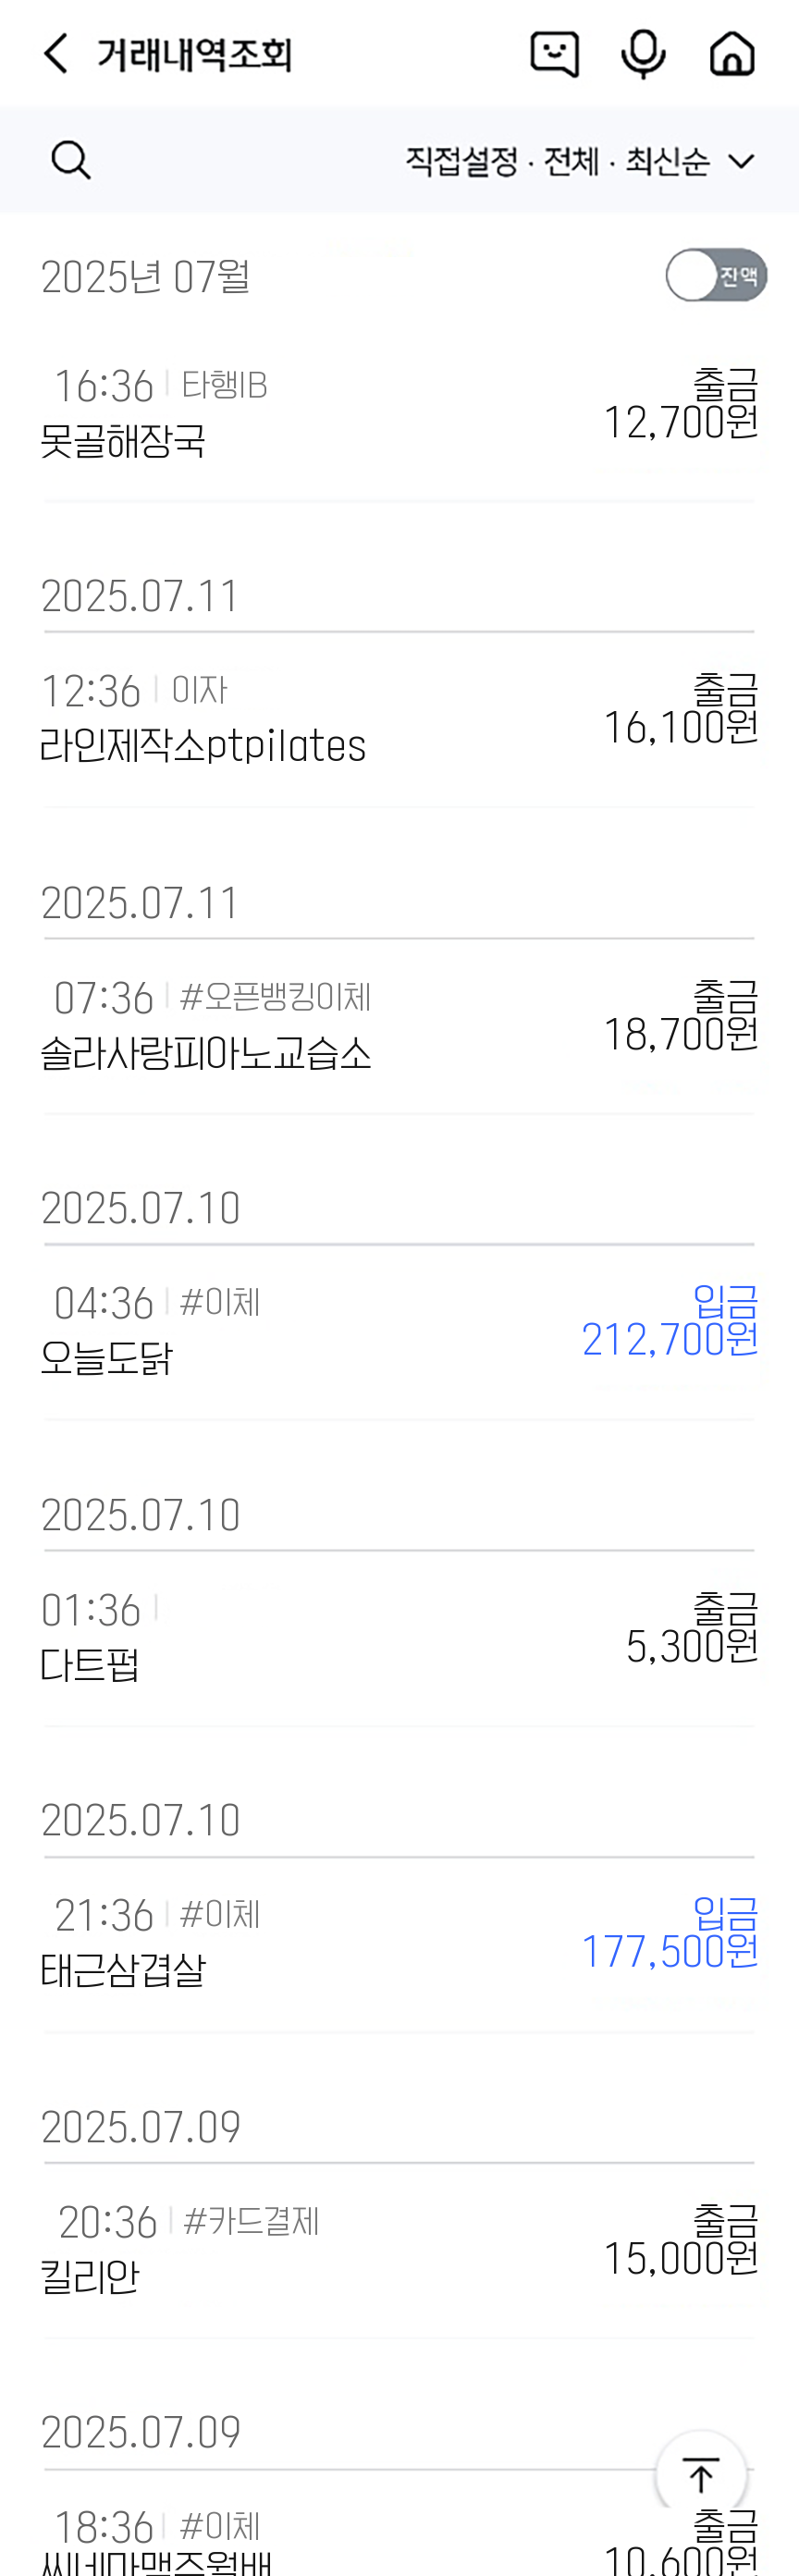 거래내역조회
직접설정 · 전체 · 최신순
2025년 07월
잔액
16:36 타행IB
출금
12,700원
못골해장국
2025.07.11
12:36 이자
출금
16,100원
라인제작소ptpilates
2025.07.11
07:36 #오픈뱅킹이체
출금
18,700원
솔라사랑피아노교습소
2025.07.10
04:36 #이체
입금
212,700원
오늘도닭
2025.07.10
01:36
출금
5,300원
다트펍
2025.07.10
21:36 #이체
입금
177,500원
태근삼겹살
2025.07.09
20:36 #카드결제
출금
15,000원
킬리안
2025.07.09
18:36 #이체
출금
10,600원